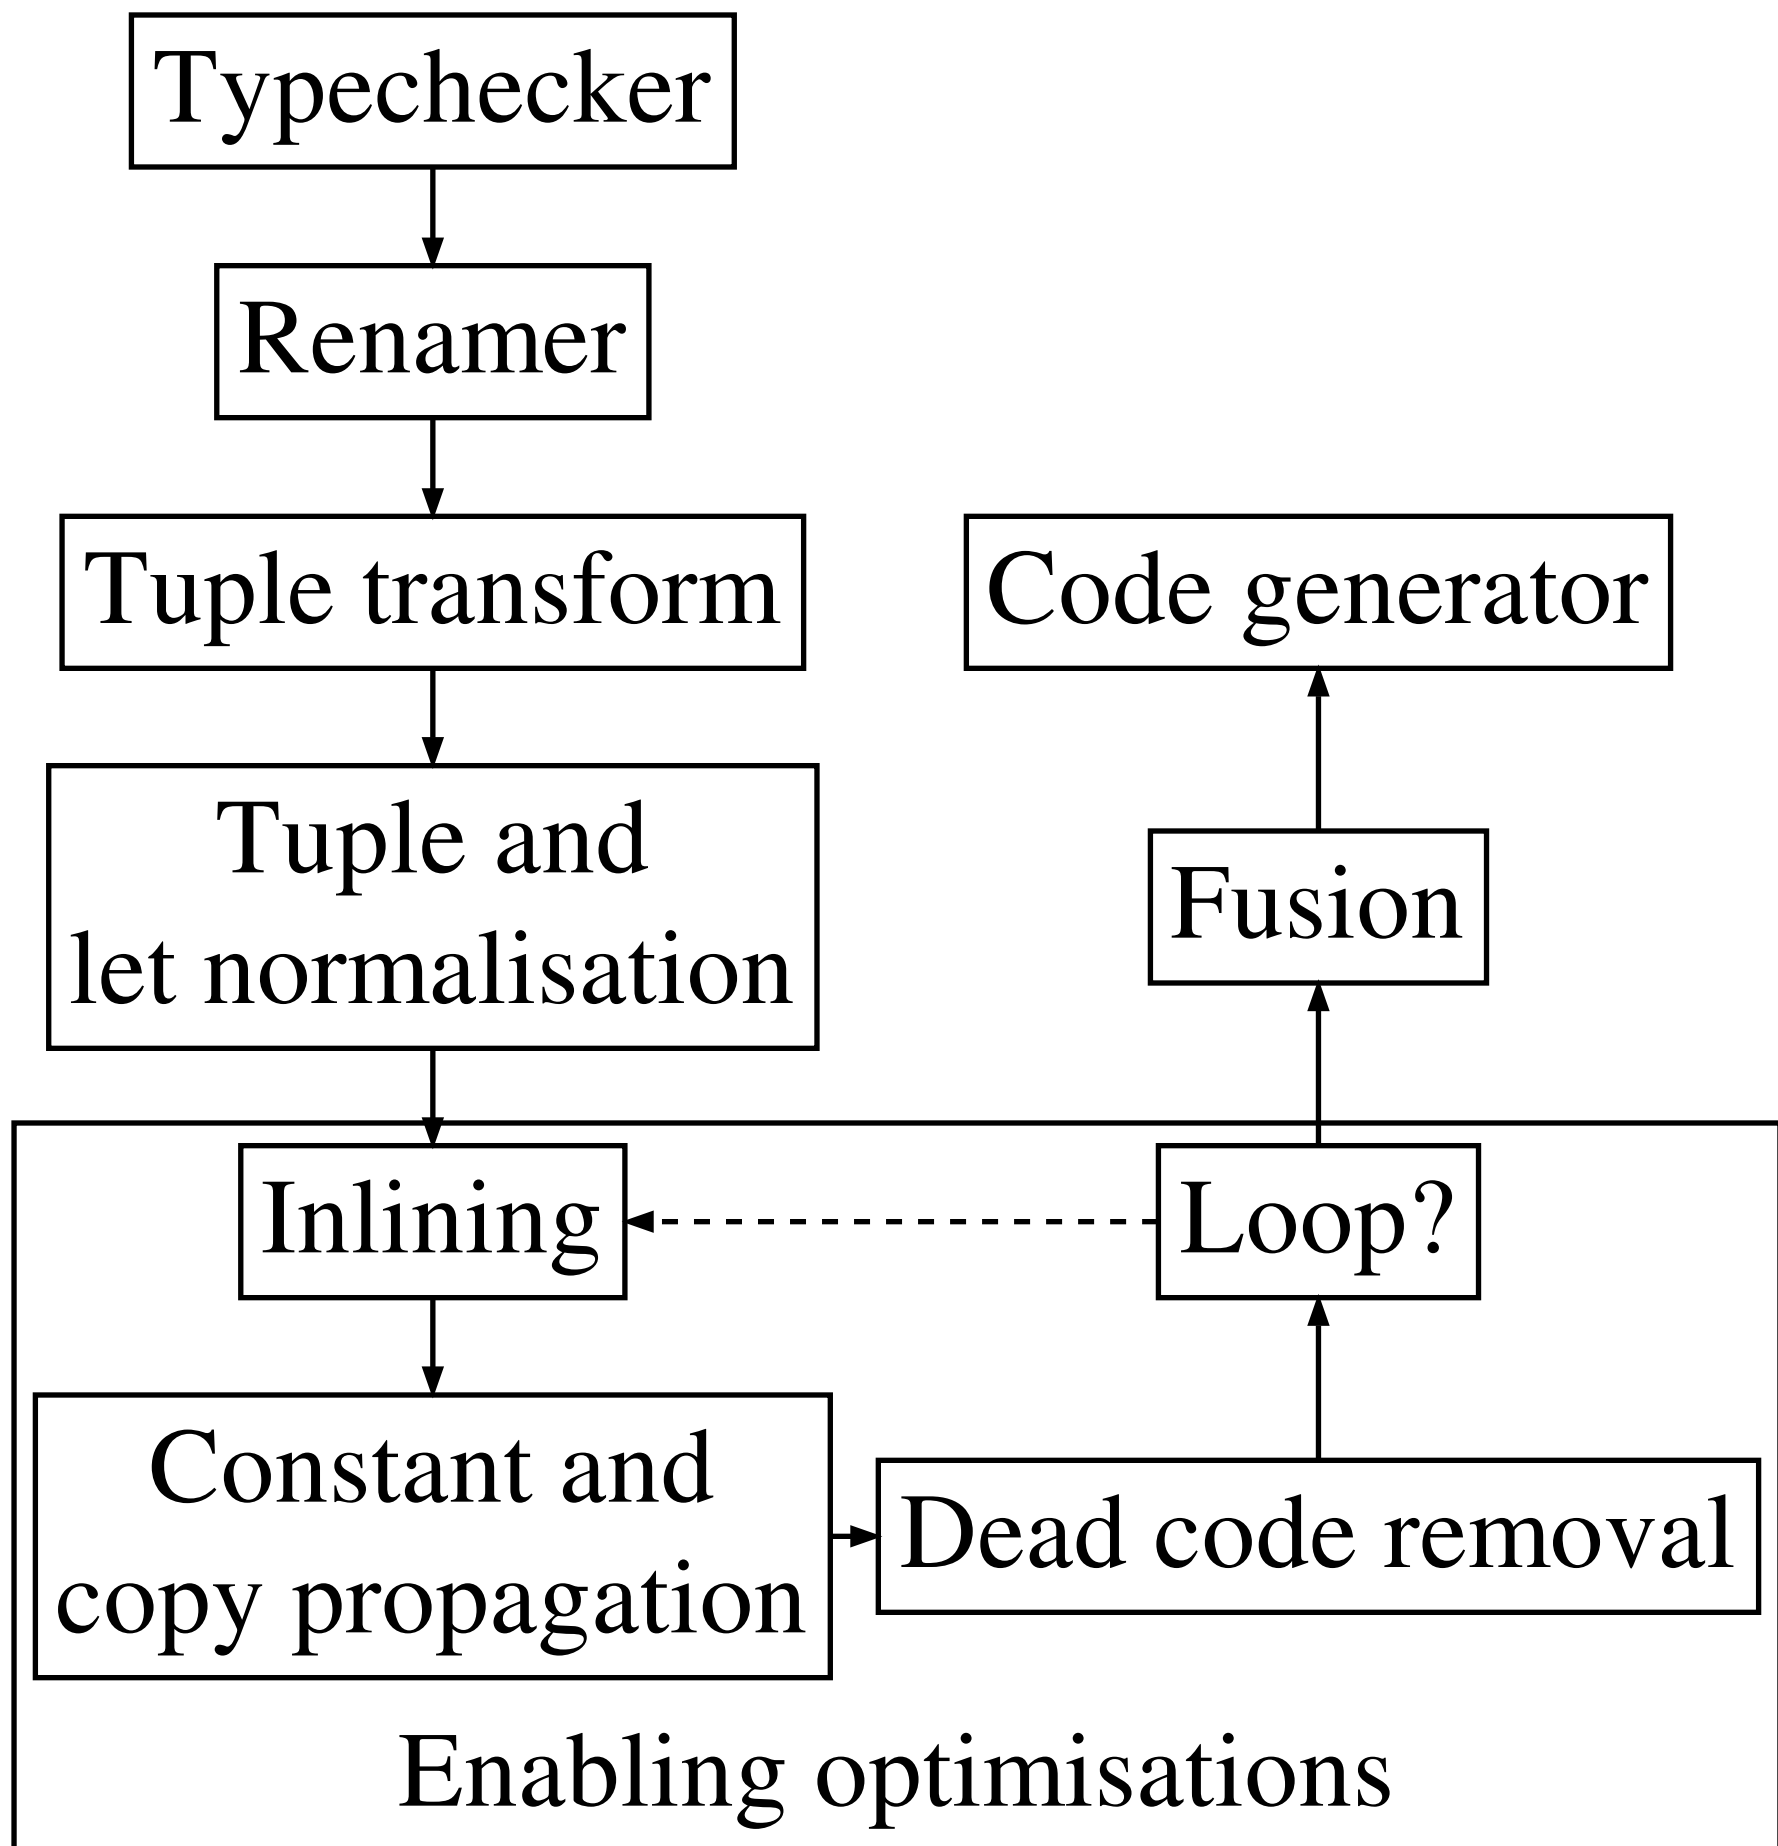 Typechecker
Renamer
Tuple transform
Tuple and
let normalisation
Inlining
Constant and
copy propagation
Dead code removal
Loop?
Fusion
Code generator
Enabling optimisations